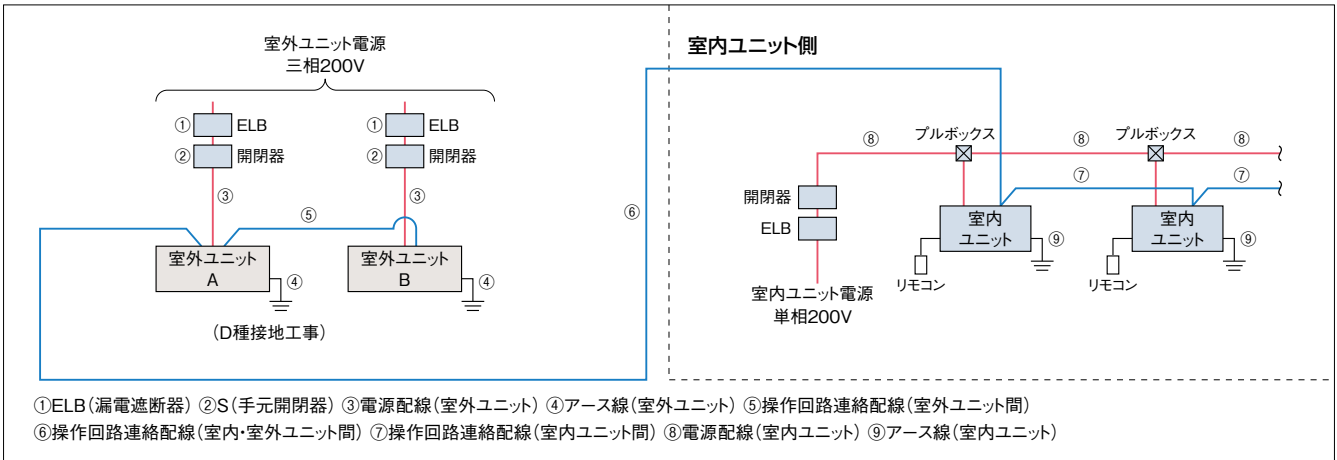 室外ユニット電源
三相200V
① ELB
① ELB
② 開閉器
② 開閉器
③
③
⑤
室外ユニット
A
室外ユニット
B
④
④
(D種接地工事)
⑥
室内ユニット側
⑧
プルボックス
⑧
プルボックス
⑧
⑦
⑦
開閉器
ELB
室内ユニット電源
単相200V
室内
ユニット
室内
ユニット
⑨
⑨
リモコン
リモコン
①ELB(漏電遮断器) ②S(手元開閉器) ③電源配線(室外ユニット) ④アース線(室外ユニット) ⑤操作回路連絡配線(室外ユニット間)
⑥操作回路連絡配線(室内・室外ユニット間) ⑦操作回路連絡配線(室内ユニット間) ⑧電源配線(室内ユニット) ⑨アース線(室内ユニット)